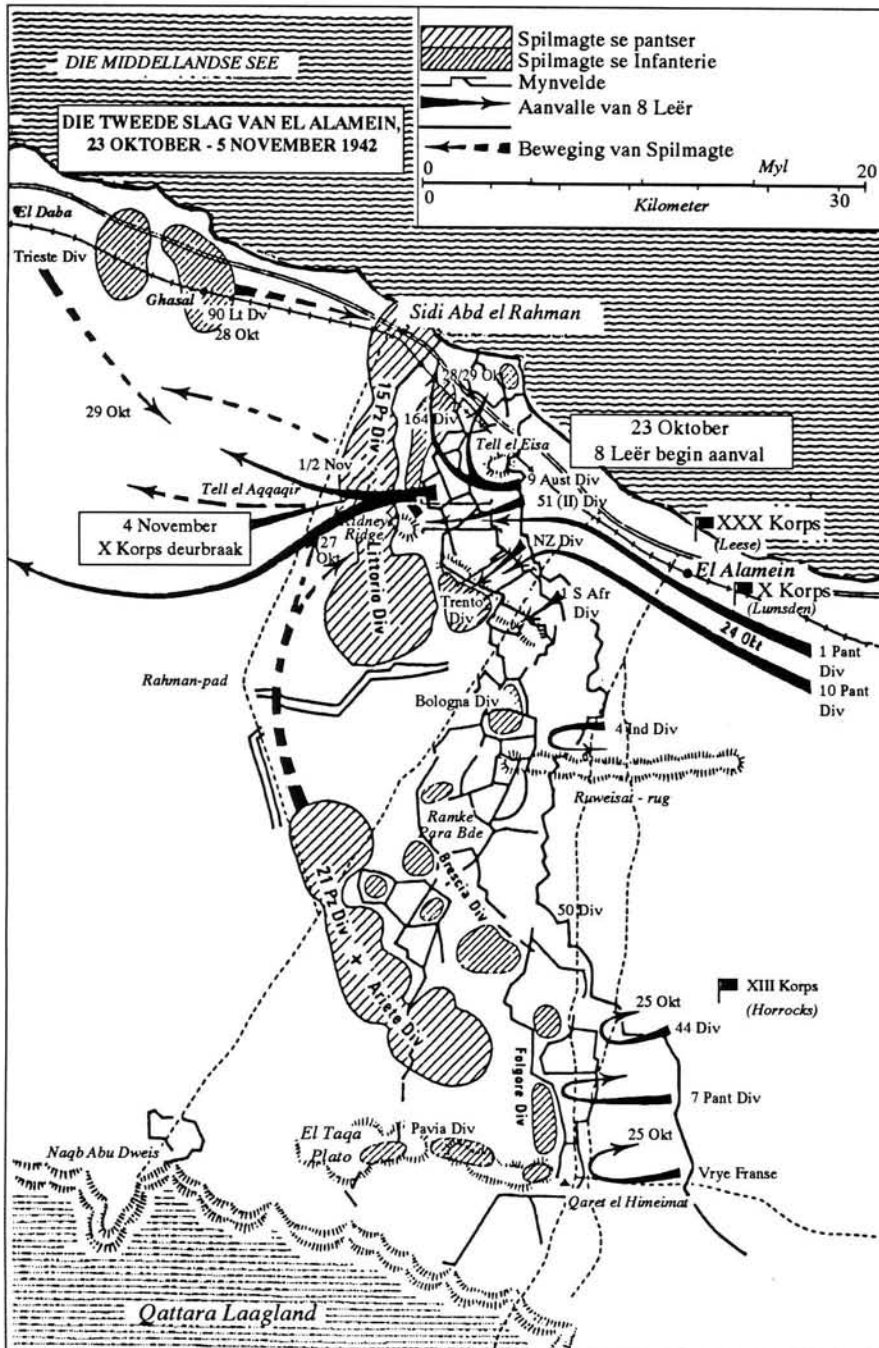 DIE MIDDELLANDSE SEE
DIE TWEEDE SLAG VAN EL ALAMEIN,
23 OKTOBER - 5 NOVEMBER 1942
Spilmagte se pantser
Spilmagte se Infanterie
Mynvelde
Aanvalle van 8 Leër
Beweging van Spilmagte
0 Myl 20
0 Kilometer 30
El Daba
Trieste Div
Ghasal
90 Lt Dv
28 Okt
Sidi Abd el Rahman
29 Okt
28/29 Okt
15 Pz Div
164 Div
Tell el Eisa
23 Oktober
8 Leër begin aanval
1/2 Nov
Tell el Aqqaqir
9 Aust Div
51 (II) Div
4 November
X Korps deurbraak
Kidney
Ridge
27
Okt
NZ Div
XXX Korps
(Leese)
El Alamein
X Korps
(Lumsden)
Littorio Div
Trento
Div
1 S Afr
Div
24 Okt
1 Pant
Div
10 Pant
Div
Rahman-pad
Bologna Div
4 Ind Div
Ruweisat - rug
Ramke
Para Bde
Brescia Div
21 Pz Div
50 Div
Ariete Div
25 Okt
XIII Korps
(Horrocks)
44 Div
Folgore Div
7 Pant Div
El Taqa
Plato
Pavia Div
25 Okt
Naqb Abu Dweis
Vrye Franse
Qaret el Himeimat
Qattara Laagland